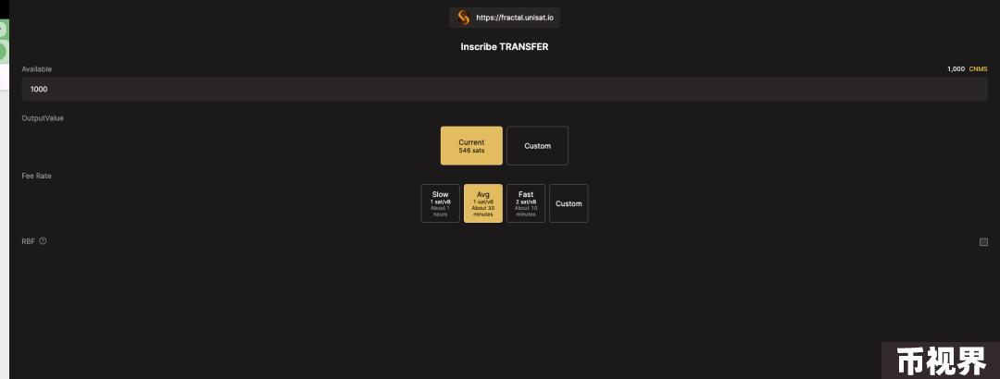 https://fractal.unisat.io
Inscribe TRANSFER
Available
1,000 CNMS
1000
OutputValue
Current
546 sats
Custom
Fee Rate
Slow
1 sat/vB
About 1
hours
Avg
1 sat/vB
About 30
minutes
Fast
2 sat/vB
About 10
minutes
Custom
RBF
币视界